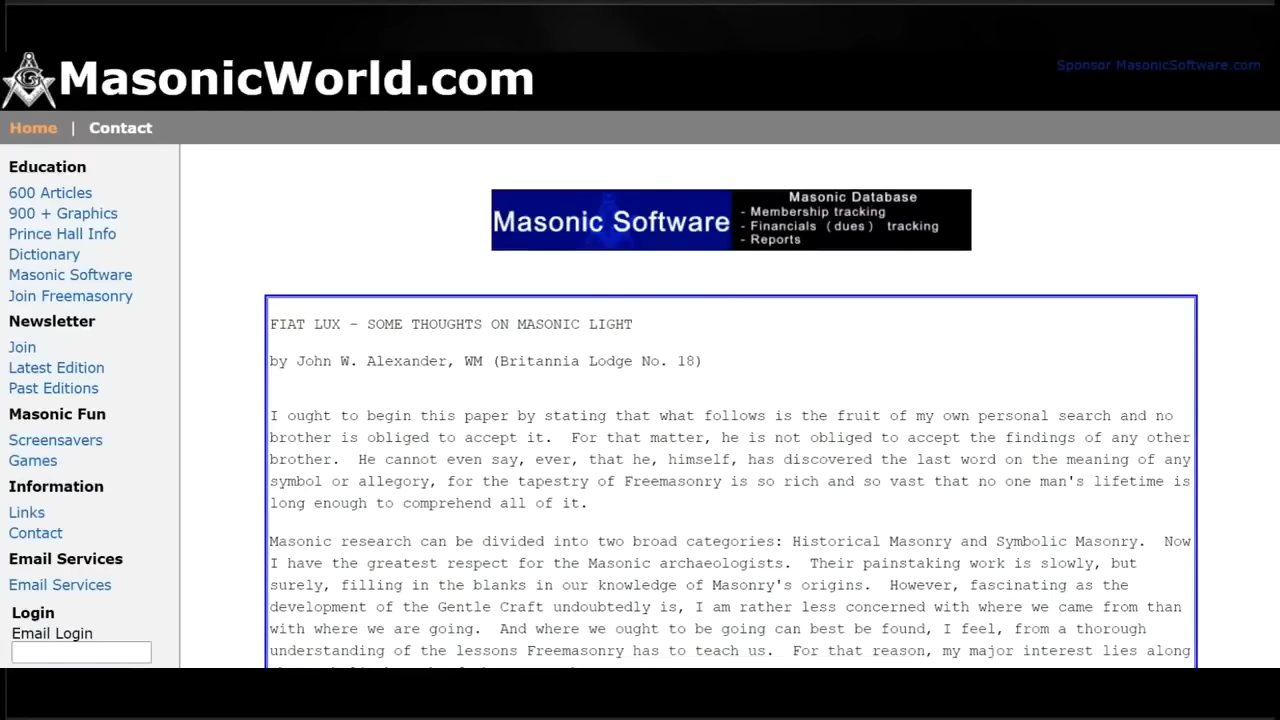 MasonicWorld.com
Sponsor MasonicSoftware.com
Home | Contact
Education
600 Articles
900 + Graphics
Prince Hall Info
Dictionary
Masonic Software
Join Freemasonry
Newsletter
Join
Latest Edition
Past Editions
Masonic Fun
Screensavers
Games
Information
Links
Contact
Email Services
Email Services
Login
Email Login
Masonic Software
Masonic Database
- Membership tracking
- Financials (dues) tracking
- Reports
FIAT LUX - SOME THOUGHTS ON MASONIC LIGHT
by John W. Alexander, WM (Britannia Lodge No. 18)
I ought to begin this paper by stating that what follows is the fruit of my own personal search and no
brother is obliged to accept it. For that matter, he is not obliged to accept the findings of any other
brother. He cannot even say, ever, that he, himself, has discovered the last word on the meaning of any
symbol or allegory, for the tapestry of Freemasonry is so rich and so vast that no one man's lifetime is
long enough to comprehend all of it.
Masonic research can be divided into two broad categories: Historical Masonry and Symbolic Masonry. Now
I have the greatest respect for the Masonic archaeologists. Their painstaking work is slowly, but
surely, filling in the blanks in our knowledge of Masonry's origins. However, fascinating as the
development of the Gentle Craft undoubtedly is, I am rather less concerned with where we came from than
with where we are going. And where we ought to be going can best be found, I feel, from a thorough
understanding of the lessons Freemasonry has to teach us. For that reason, my major interest lies along